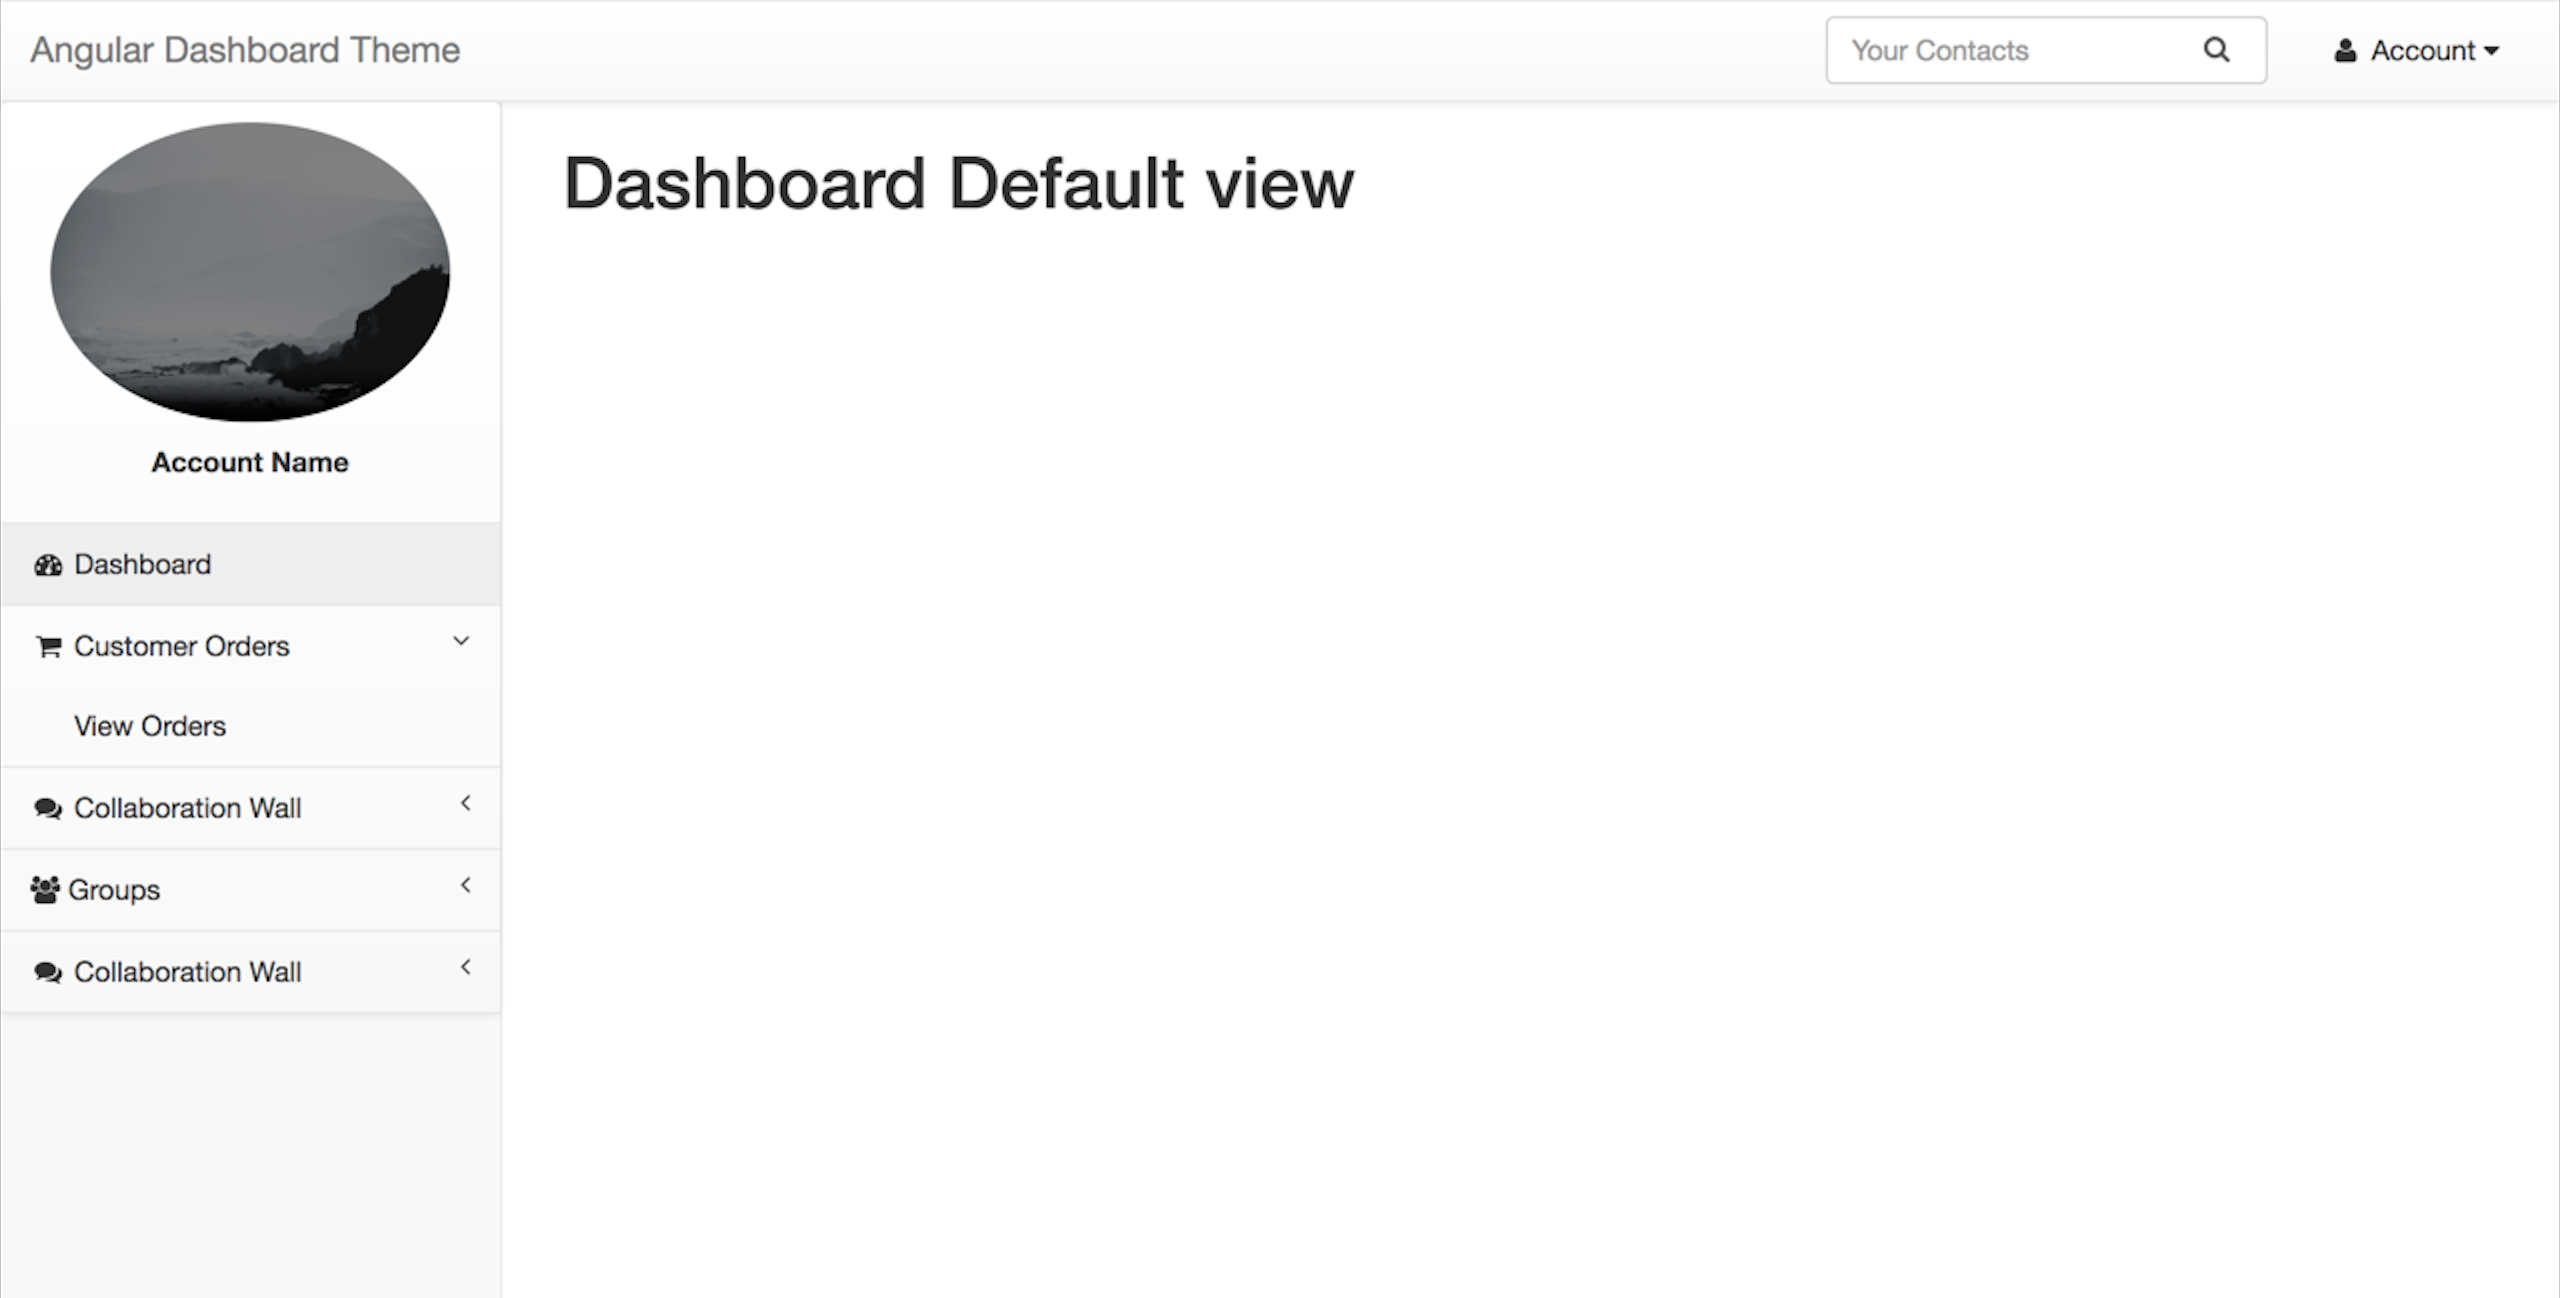 Angular Dashboard Theme
Your Contacts
Account
Account Name
Dashboard
Customer Orders
View Orders
Collaboration Wall
Groups
Collaboration Wall
Dashboard Default view